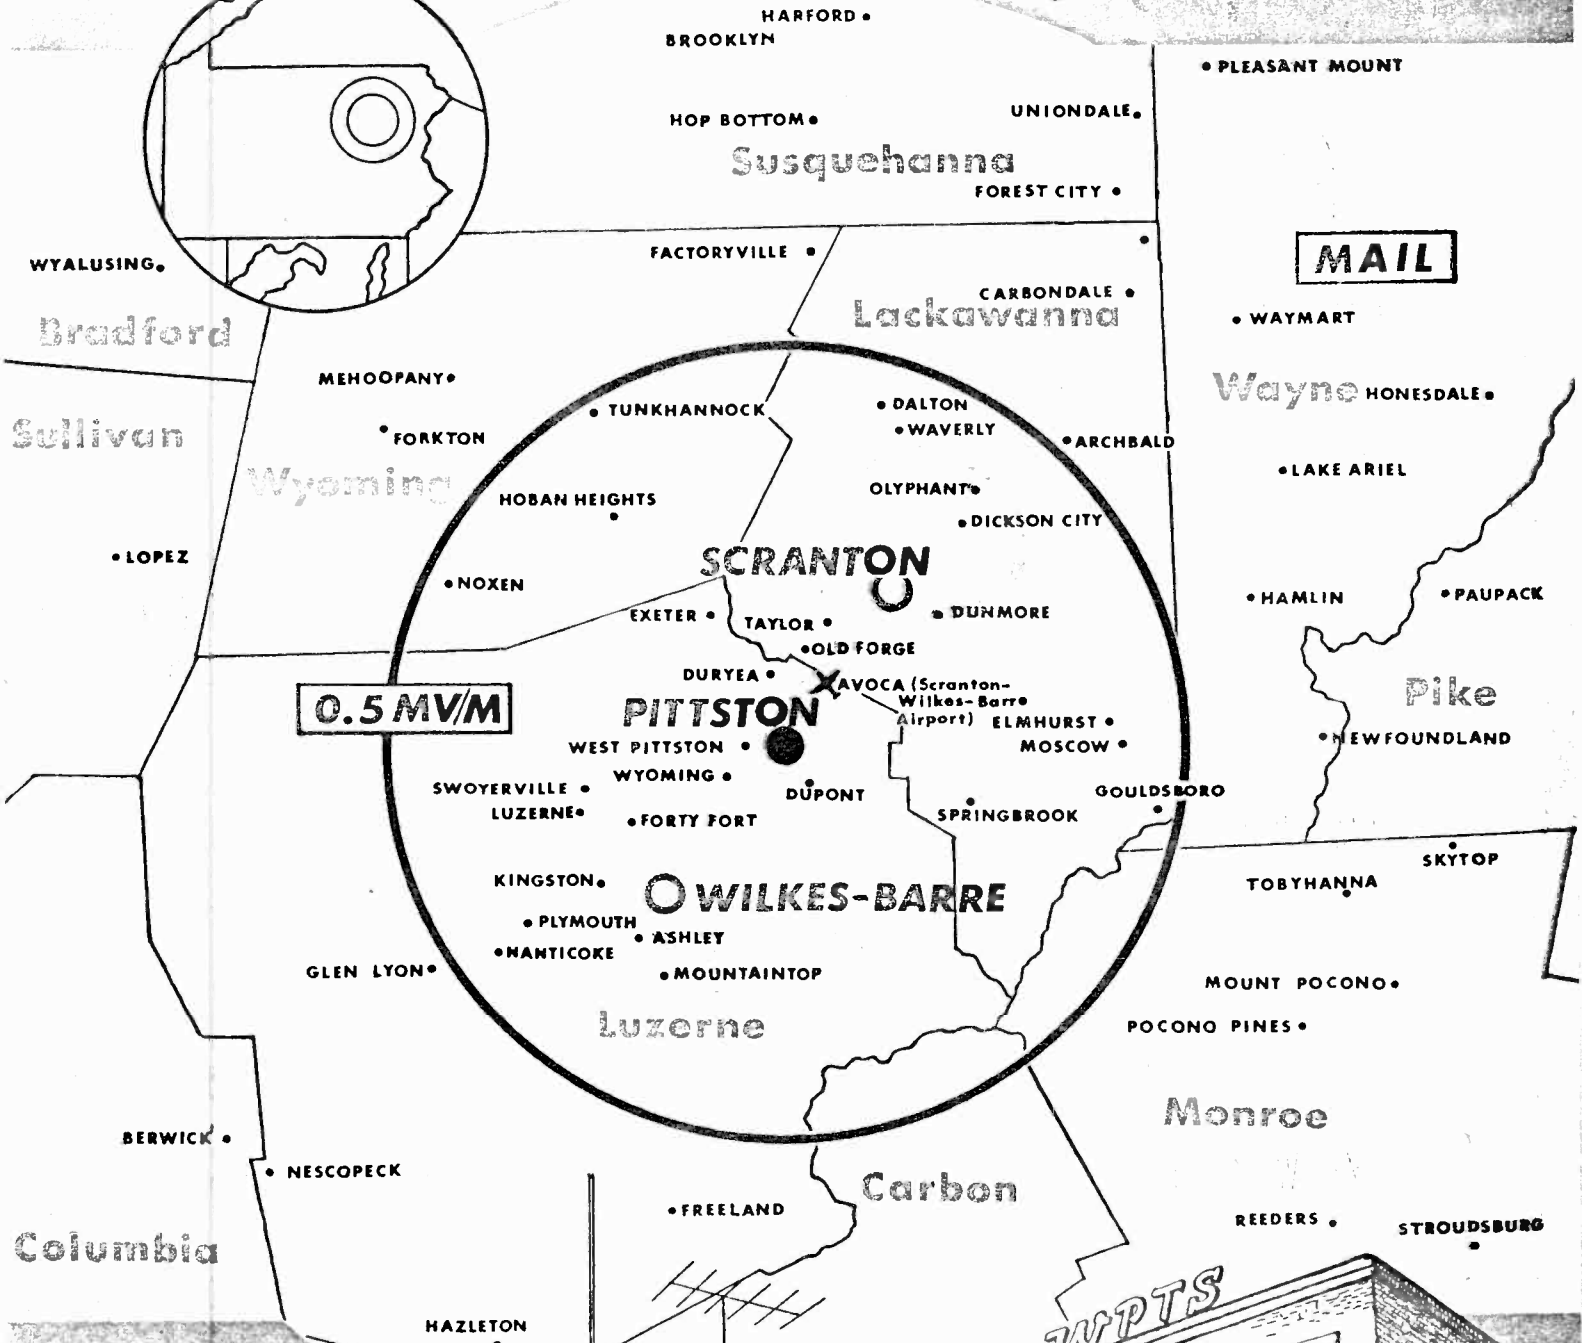 HARFORD
BROOKLYN
PLEASANT MOUNT
HOP BOTTOM
UNIONDALE
Susquehanna
FOREST CITY
FACTORYVILLE
WYALUSING
MAIL
CARBONDALE
Lackawanna
WAYMART
Bradford
MEHOOPANY
Wayne
HONESDALE
TUNKHANNOCK
DALTON
WAVERLY
Sullivan
FORKTON
ARCHBALD
LAKE ARIEL
Wyoming
HOBAN HEIGHTS
OLYPHANT
DICKSON CITY
LOPEZ
SCRANTON
NOXEN
HAMLIN
PAUPACK
EXETER
TAYLOR
DUNMORE
OLD FORGE
DURYEA
AVOCA (Scranton-
Wilkes-Barre
Airport)
Pike
0.5 MV/M
PITTSTON
ELMHURST
NEWFOUNDLAND
WEST PITTSTON
MOSCOW
WYOMING
SWOYERVILLE
DUPONT
GOULDSBORO
LUZERNE
FORTY FORT
SPRINGBROOK
SKYTOP
KINGSTON
WILKES-BARRE
TOBYHANNA
PLYMOUTH
ASHLEY
NANTICOKE
GLEN LYON
MOUNTAINTOP
MOUNT POCONO
Luzerne
POCONO PINES
Monroe
BERWICK
NESCOPECK
Carbon
FREELAND
REEDERS
STROUDSBURG
Columbia
WPTS
HAZLETON